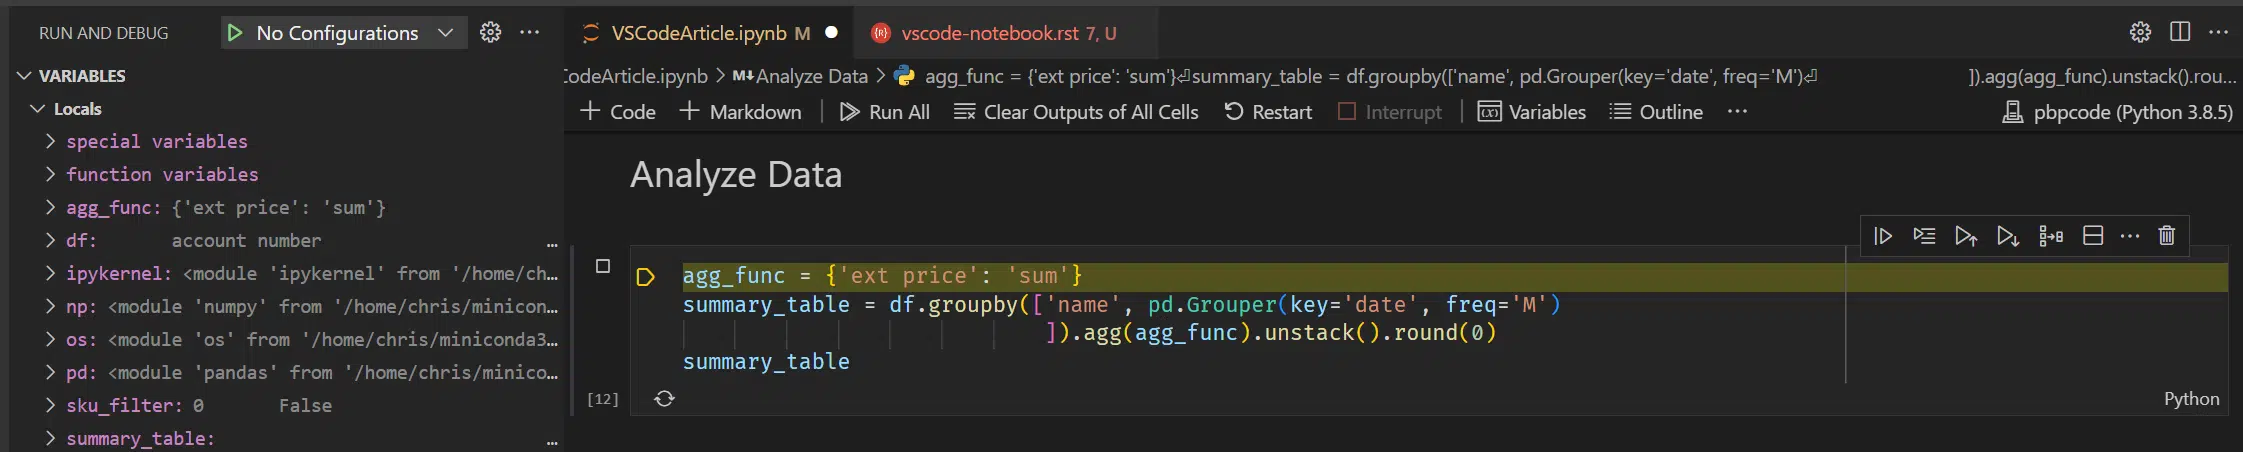 RUN AND DEBUG
No Configurations
VARIABLES
Locals
special variables
function variables
agg_func: {'ext price': 'sum'}
df: account number ...
ipykernel: <module 'ipykernel' from '/home/ch...
np: <module 'numpy' from '/home/chris/minicon...
os: <module 'os' from '/home/chris/miniconda3...
pd: <module 'pandas' from '/home/chris/minico...
sku_filter: 0 False
summary_table: ...
VSCodeArticle.ipynb M
vscode-notebook.rst 7, U
CodeArticle.ipynb > M↓Analyze Data > agg_func = {'ext price': 'sum'}⏎summary_table = df.groupby(['name', pd.Grouper(key='date', freq='M')⏎ ]).agg(agg_func).unstack().rou...
+ Code + Markdown Run All Clear Outputs of All Cells Restart Interrupt Variables Outline ... pbpcode (Python 3.8.5)
Analyze Data
agg_func = {'ext price': 'sum'}
summary_table = df.groupby(['name', pd.Grouper(key='date', freq='M')
]).agg(agg_func).unstack().round(0)
summary_table
[12]
Python